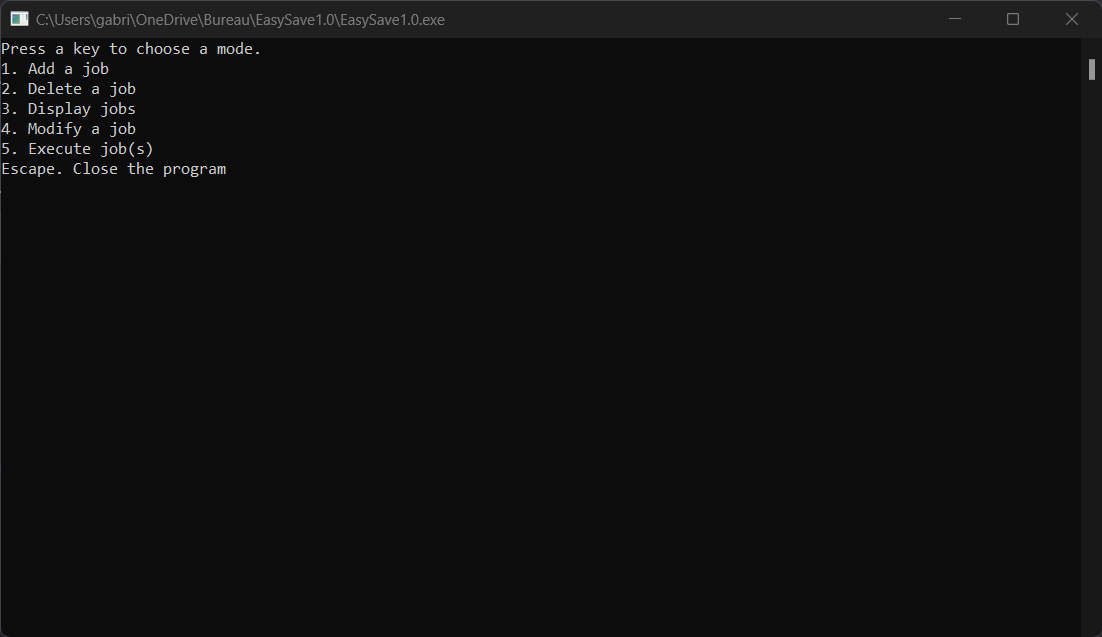 C:\Users\gabri\OneDrive\Bureau\EasySave1.0\EasySave1.0.exe
Press a key to choose a mode.
1. Add a job
2. Delete a job
3. Display jobs
4. Modify a job
5. Execute job(s)
Escape. Close the program